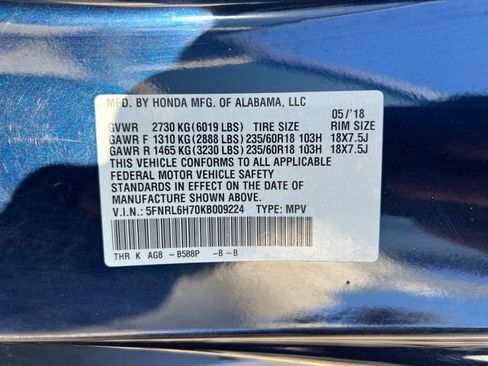 MFD. BY HONDA MFG. OF ALABAMA, LLC
05/'18
GVWR 2730 KG (6019 LBS) TIRE SIZE RIM SIZE
GAWR F 1310 KG (2888 LBS) 235/60R18 103H 18X7.5J
GAWR R 1465 KG (3230 LBS) 235/60R18 103H 18X7.5J
THIS VEHICLE CONFORMS TO ALL APPLICABLE
FEDERAL MOTOR VEHICLE SAFETY
STANDARDS IN EFFECT ON THE DATE OF
MANUFACTURE SHOWN ABOVE.
V.I.N.: 5FNRL6H70KB009224 TYPE: MPV
THR K AG8 -B588P -B-B